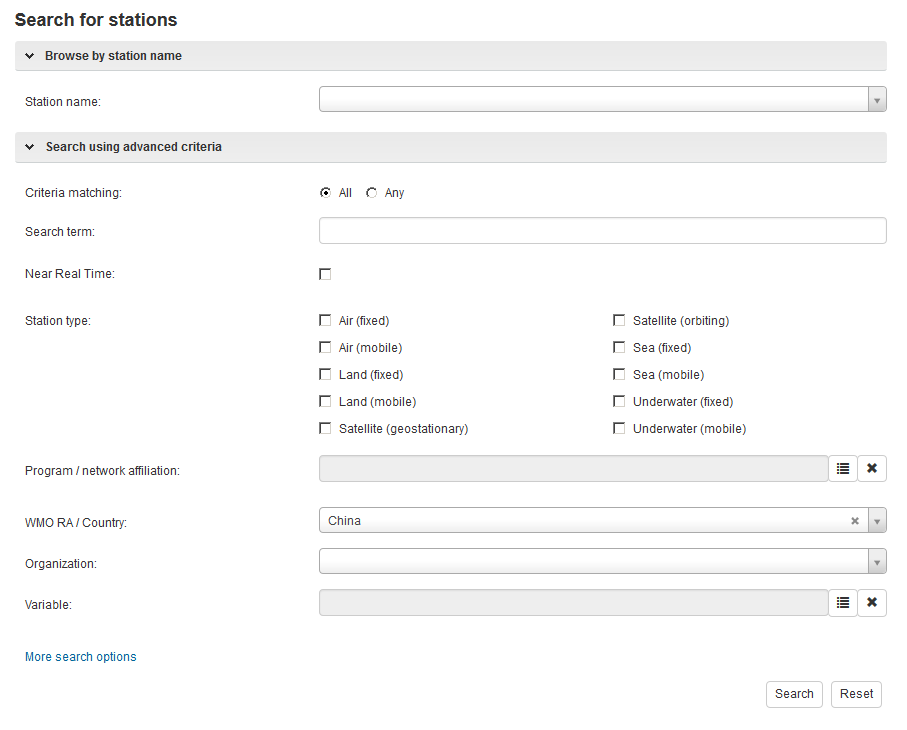 Search for stations
Browse by station name
Station name:
Search using advanced criteria
Criteria matching: All Any
Search term:
Near Real Time:
Station type: Air (fixed) Satellite (orbiting)
Air (mobile) Sea (fixed)
Land (fixed) Sea (mobile)
Land (mobile) Underwater (fixed)
Satellite (geostationary) Underwater (mobile)
Program / network affiliation:
WMO RA / Country: China
Organization:
Variable:
More search options
Search Reset